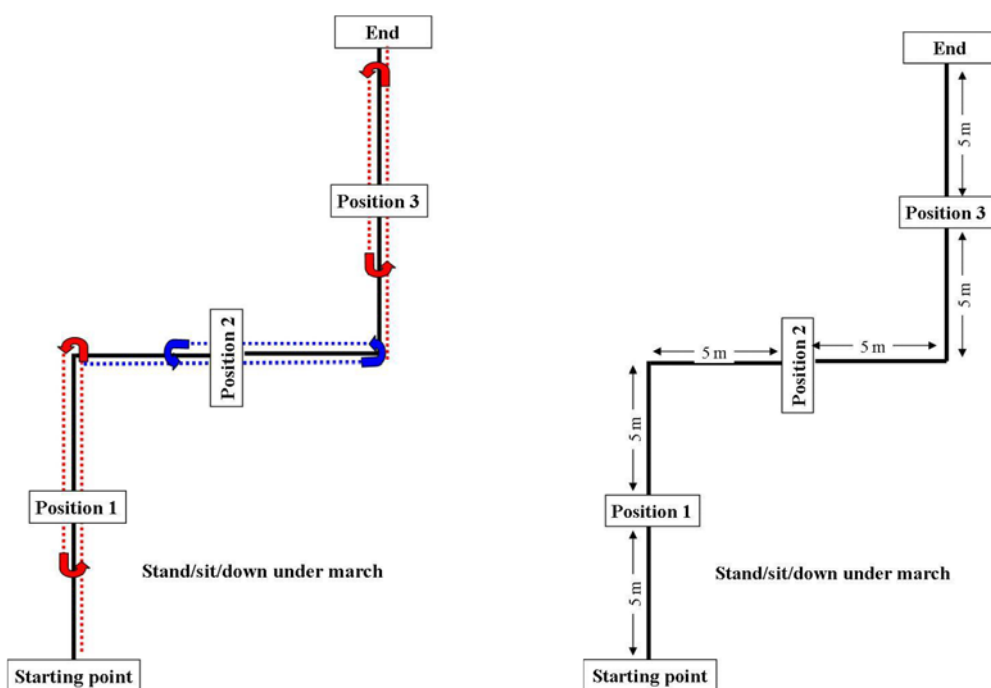 End
Position 3
Position 2
Position 1
Stand/sit/down under march
Starting point
End
5 m
Position 3
5 m
5 m
Position 2
5 m
5 m
Position 1
Stand/sit/down under march
5 m
Starting point